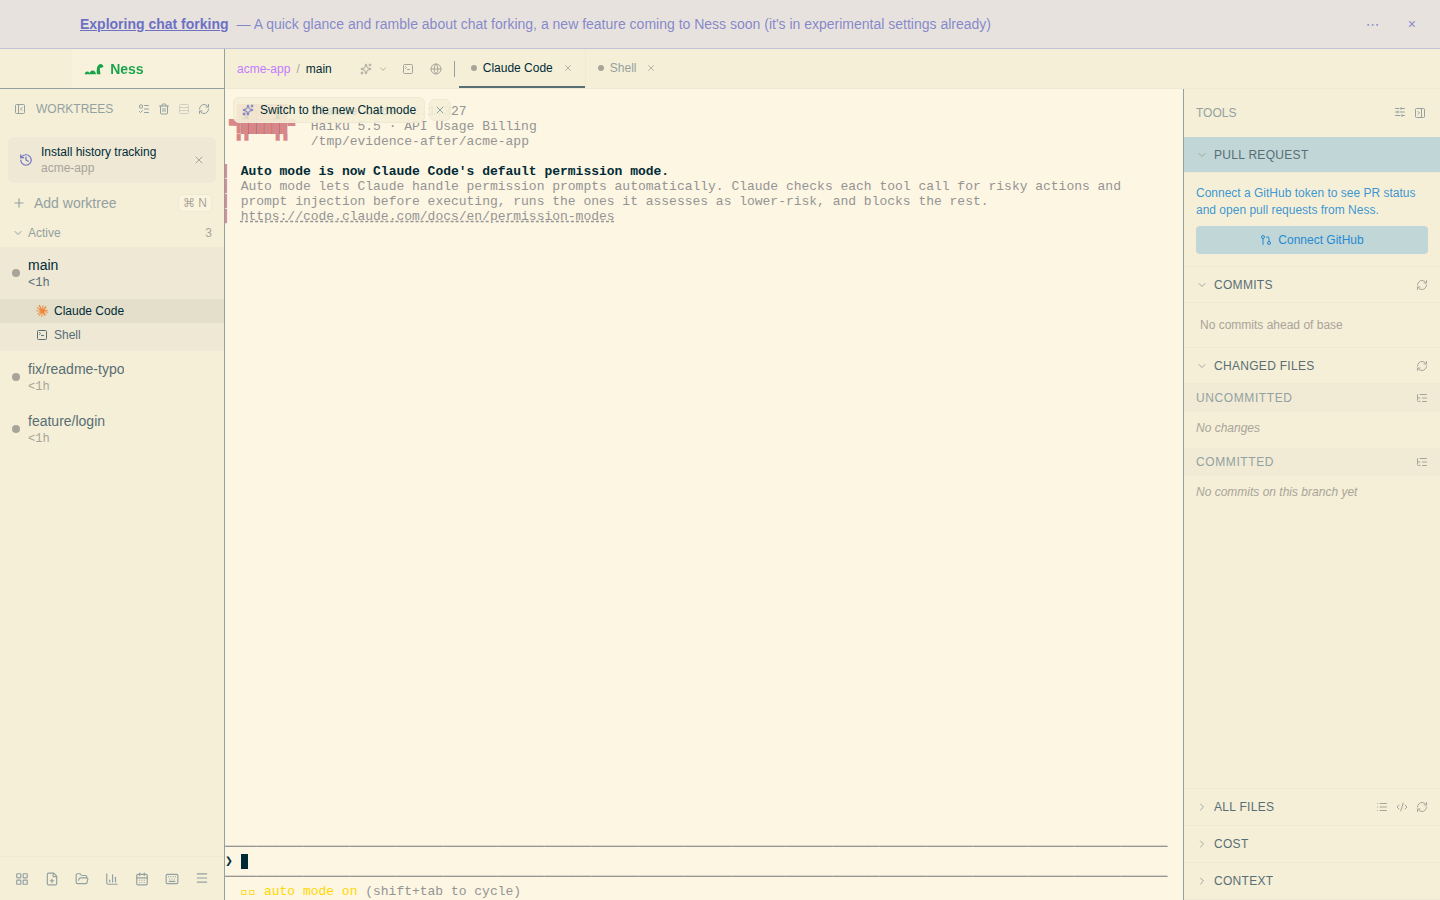 Exploring chat forking — A quick glance and ramble about chat forking, a new feature coming to Ness soon (it's in experimental settings already)
Ness
acme-app / main
Claude Code
Shell
WORKTREES
Install history tracking
acme-app
Add worktree ⌘ N
Active 3
main
<1h
Claude Code
Shell
fix/readme-typo
<1h
feature/login
<1h
Switch to the new Chat mode
27
Haiku 5.5 · API Usage Billing
/tmp/evidence-after/acme-app
Auto mode is now Claude Code's default permission mode.
Auto mode lets Claude handle permission prompts automatically. Claude checks each tool call for risky actions and
prompt injection before executing, runs the ones it assesses as lower-risk, and blocks the rest.
https://code.claude.com/docs/en/permission-modes
❯
auto mode on (shift+tab to cycle)
TOOLS
PULL REQUEST
Connect a GitHub token to see PR status
and open pull requests from Ness.
Connect GitHub
COMMITS
No commits ahead of base
CHANGED FILES
UNCOMMITTED
No changes
COMMITTED
No commits on this branch yet
ALL FILES
COST
CONTEXT